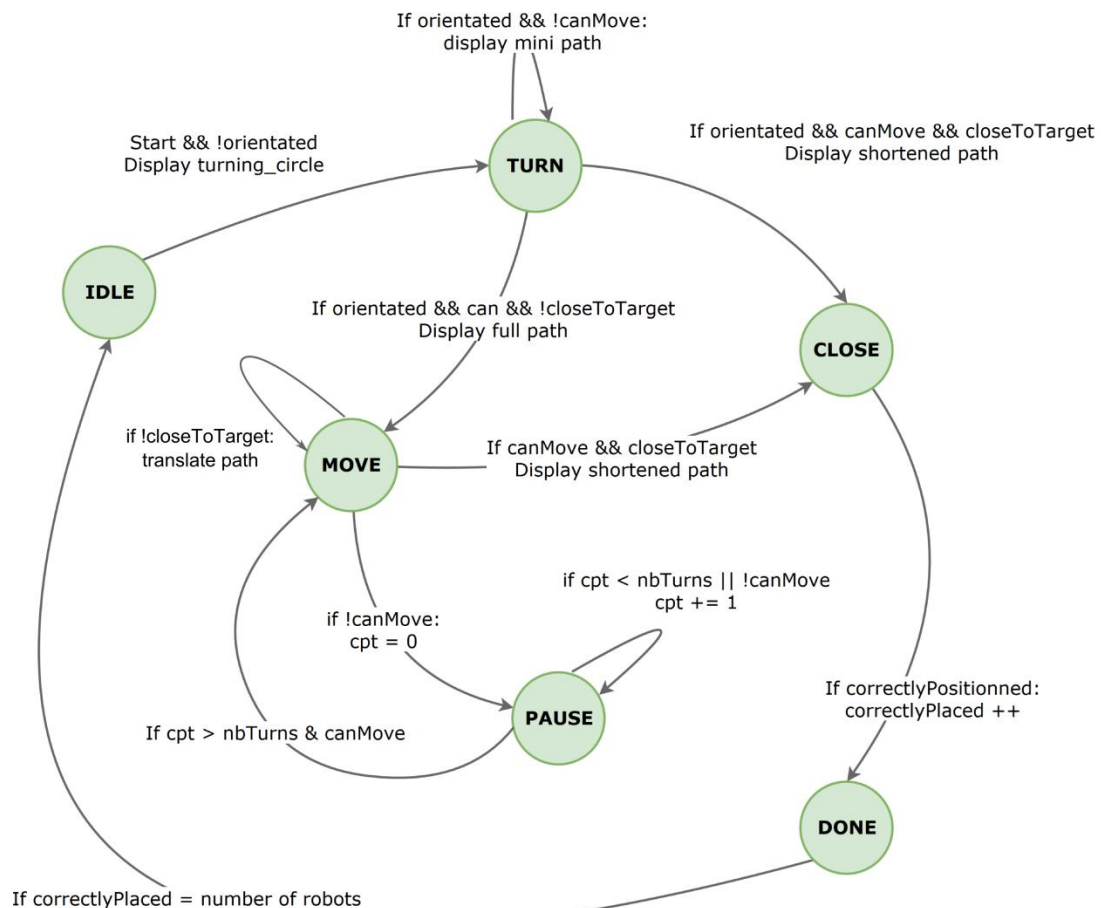 If orientated && !canMove:
display mini path
Start && !orientated
Display turning_circle
If orientated && canMove && closeToTarget
Display shortened path
TURN
IDLE
If orientated && can && !closeToTarget
Display full path
CLOSE
if !closeToTarget:
translate path
MOVE
If canMove && closeToTarget
Display shortened path
if cpt < nbTurns || !canMove
cpt += 1
if !canMove:
cpt = 0
PAUSE
If cpt > nbTurns & canMove
If correctlyPositionned:
correctlyPlaced ++
DONE
If correctlyPlaced = number of robots